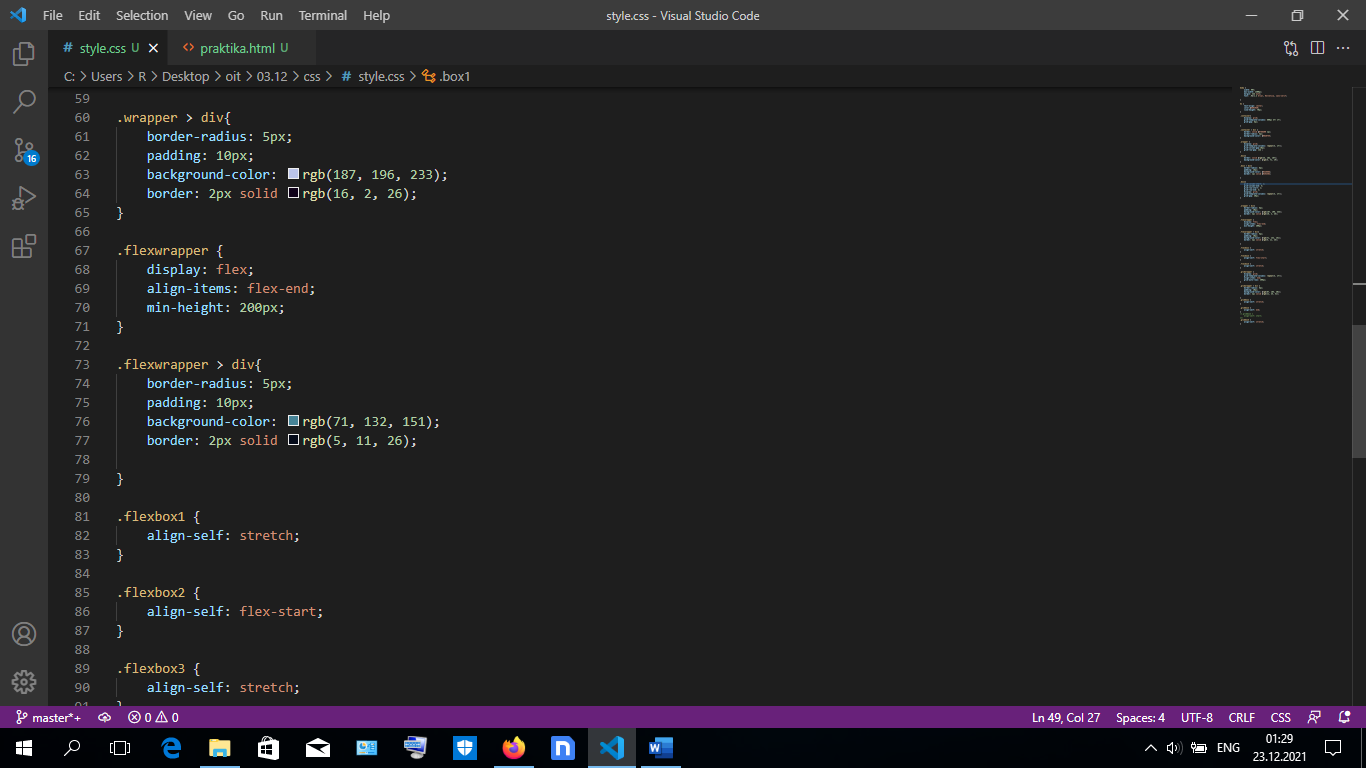 File Edit Selection View Go Run Terminal Help style.css - Visual Studio Code
# style.css U praktika.html U
C: > Users > R > Desktop > oit > 03.12 > css > # style.css > .box1
59
60 .wrapper > div{
61 border-radius: 5px;
62 padding: 10px;
63 background-color: rgb(187, 196, 233);
64 border: 2px solid rgb(16, 2, 26);
65 }
66
67 .flexwrapper {
68 display: flex;
69 align-items: flex-end;
70 min-height: 200px;
71 }
72
73 .flexwrapper > div{
74 border-radius: 5px;
75 padding: 10px;
76 background-color: rgb(71, 132, 151);
77 border: 2px solid rgb(5, 11, 26);
78
79 }
80
81 .flexbox1 {
82 align-self: stretch;
83 }
84
85 .flexbox2 {
86 align-self: flex-start;
87 }
88
89 .flexbox3 {
90 align-self: stretch;
91 }
16
master*+ 0 0 Ln 49, Col 27 Spaces: 4 UTF-8 CRLF CSS
ENG 01:29
23.12.2021